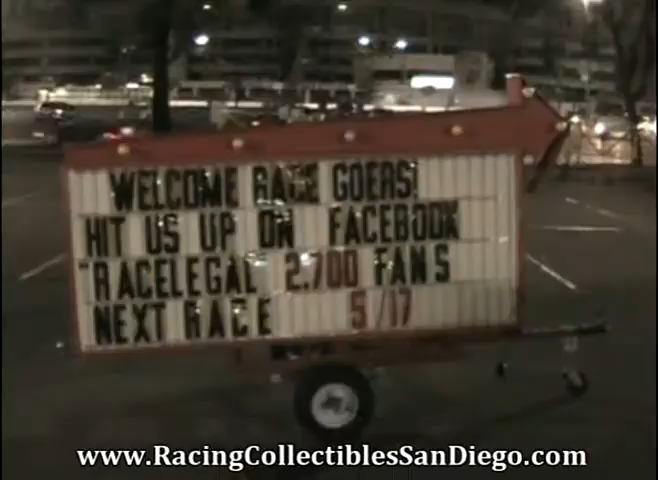 WELCOME RACE GOERS!
HIT US UP ON FACEBOOK
"RACELEGAL" 2,700 FANS
NEXT RACE 5/17
www.RacingCollectiblesSanDiego.com